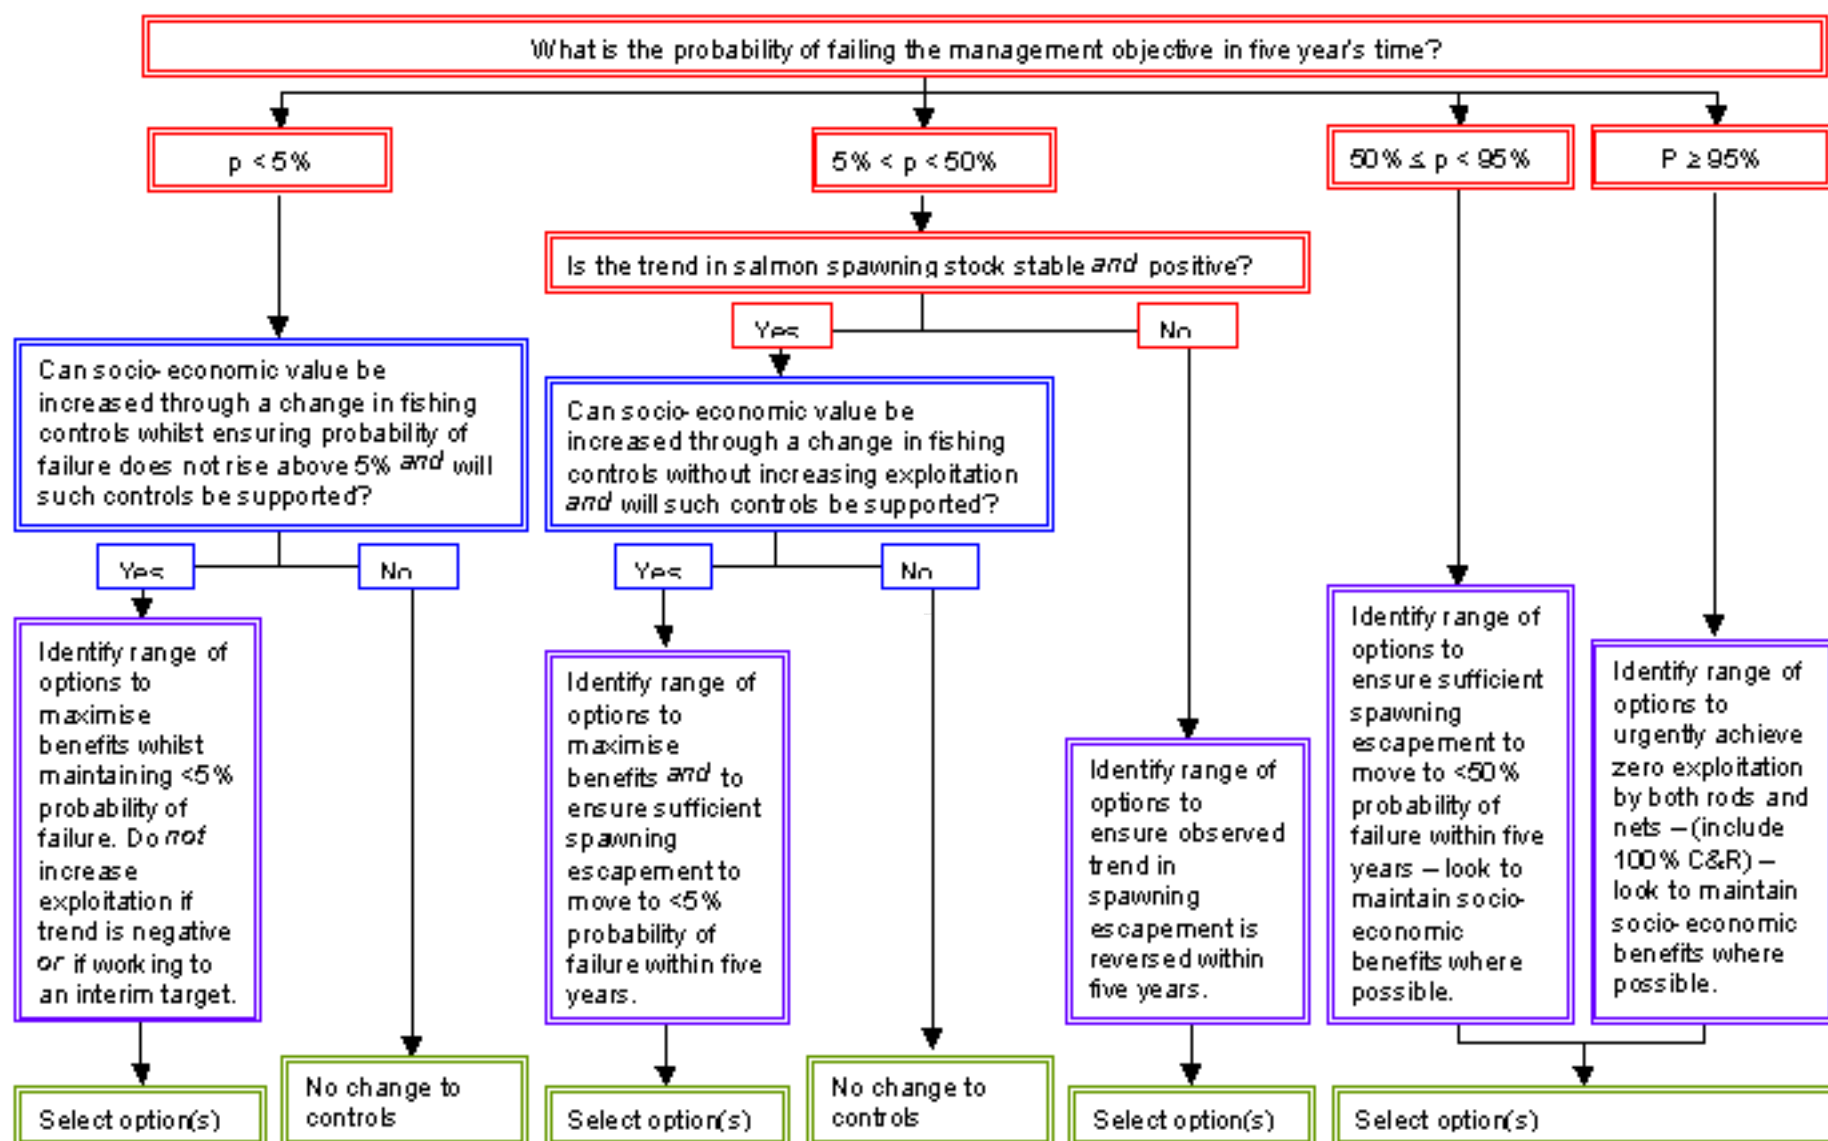 What is the probability of failing the management objective in five year's time?
p < 5%
5% < p < 50%
50% ≤ p < 95%
P ≥ 95%
Is the trend in salmon spawning stock stable and positive?
Yes
No
Can socio-economic value be
increased through a change in fishing
controls whilst ensuring probability of
failure does not rise above 5% and will
such controls be supported?
Can socio-economic value be
increased through a change in fishing
controls without increasing exploitation
and will such controls be supported?
Yes
No
Yes
No
Identify range of
options to
maximise
benefits whilst
maintaining <5%
probability of
failure. Do not
increase
exploitation if
trend is negative
or if working to
an interim target.
Identify range of
options to
maximise
benefits and to
ensure sufficient
spawning
escapement to
move to <5%
probability of
failure within five
years.
Identify range of
options to
ensure observed
trend in
spawning
escapement is
reversed within
five years.
Identify range of
options to
ensure sufficient
spawning
escapement to
move to <50%
probability of
failure within five
years – look to
maintain socio-
economic
benefits where
possible.
Identify range of
options to
urgently achieve
zero exploitation
by both rods and
nets – (include
100% C&R) –
look to maintain
socio-economic
benefits where
possible.
Select option(s)
No change to
controls
Select option(s)
No change to
controls
Select option(s)
Select option(s)